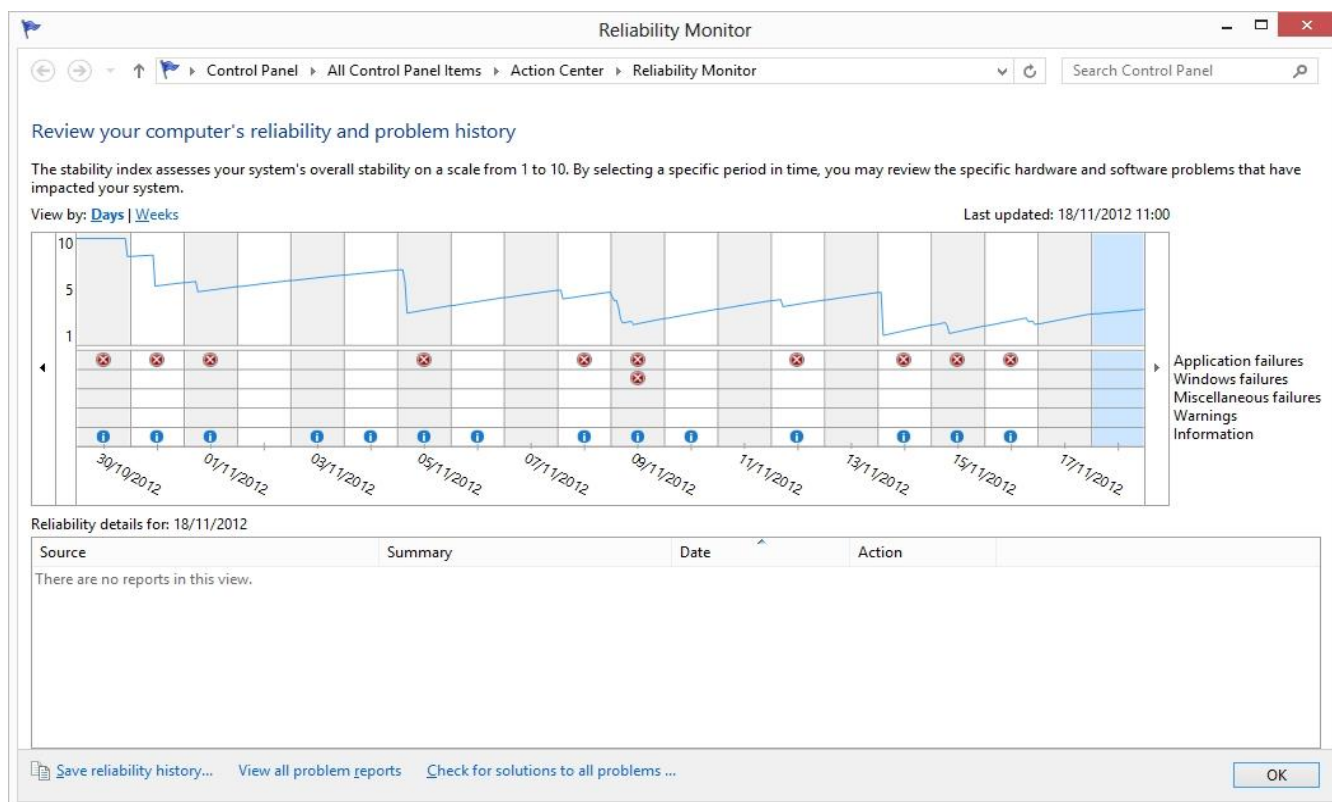 Reliability Monitor
Control Panel All Control Panel Items Action Center Reliability Monitor Search Control Panel
Review your computer's reliability and problem history
The stability index assesses your system's overall stability on a scale from 1 to 10. By selecting a specific period in time, you may review the specific hardware and software problems that have
impacted your system.
View by: Days | Weeks Last updated: 18/11/2012 11:00
10
5
1
Application failures
Windows failures
Miscellaneous failures
Warnings
Information
30/10/2012 01/11/2012 03/11/2012 05/11/2012 07/11/2012 09/11/2012 11/11/2012 13/11/2012 15/11/2012 17/11/2012
Reliability details for: 18/11/2012
Source Summary Date Action
There are no reports in this view.
Save reliability history... View all problem reports Check for solutions to all problems ... OK